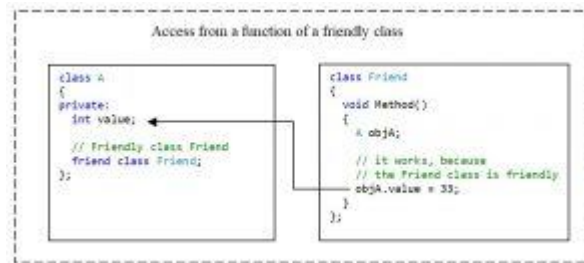 Access from a function of a friendly class
class A
{
private:
int value;
// Friendly class Friend
friend class Friend;
};
class Friend
{
void Method()
{
A objA;
// it works, because
// the Friend class is friendly
objA.value = 33;
}
};